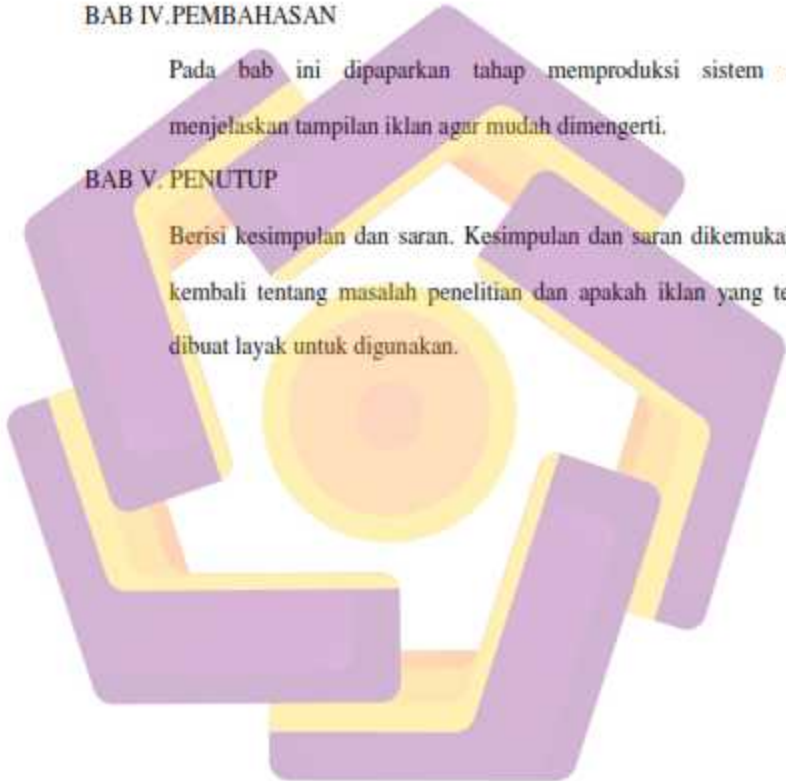 BAB IV.PEMBAHASAN
Pada bab ini dipaparkan tahap memproduksi sistem
menjelaskan tampilan iklan agar mudah dimengerti.
BAB V. PENUTUP
Berisi kesimpulan dan saran. Kesimpulan dan saran dikemuka
kembali tentang masalah penelitian dan apakah iklan yang te
dibuat layak untuk digunakan.